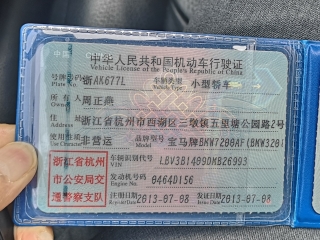 中华人民共和国机动车行驶证
Vehicle License of the People's Republic of China
号牌号码 浙AK677L 车辆类型 小型轿车
Plate No.
所有人 周正燕
Owner
住址 浙江省杭州市西湖区三墩镇五里塘公园路2号
Address
使用性质 非营运 品牌型号 宝马牌BMW7200AF(BMW320i
Use Character Model
浙江省杭州
市公安局交
通警察支队
车辆识别代号 LBV3B1409DMB26993
VIN
发动机号码 0464D156
Engine No.
注册日期 2013-07-08 发证日期 2013-07-08
Register Date Issue Date